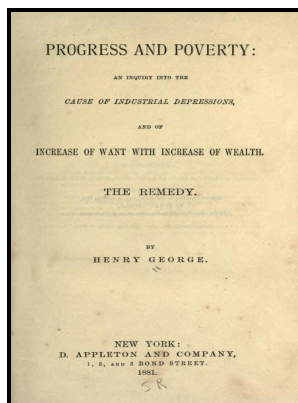 PROGRESS AND POVERTY:
AN INQUIRY INTO THE
CAUSE OF INDUSTRIAL DEPRESSIONS,
AND OF
INCREASE OF WANT WITH INCREASE OF WEALTH.
THE REMEDY.
BY
HENRY GEORGE.
NEW YORK:
D. APPLETON AND COMPANY,
1, 3, AND 5 BOND STREET.
1881.